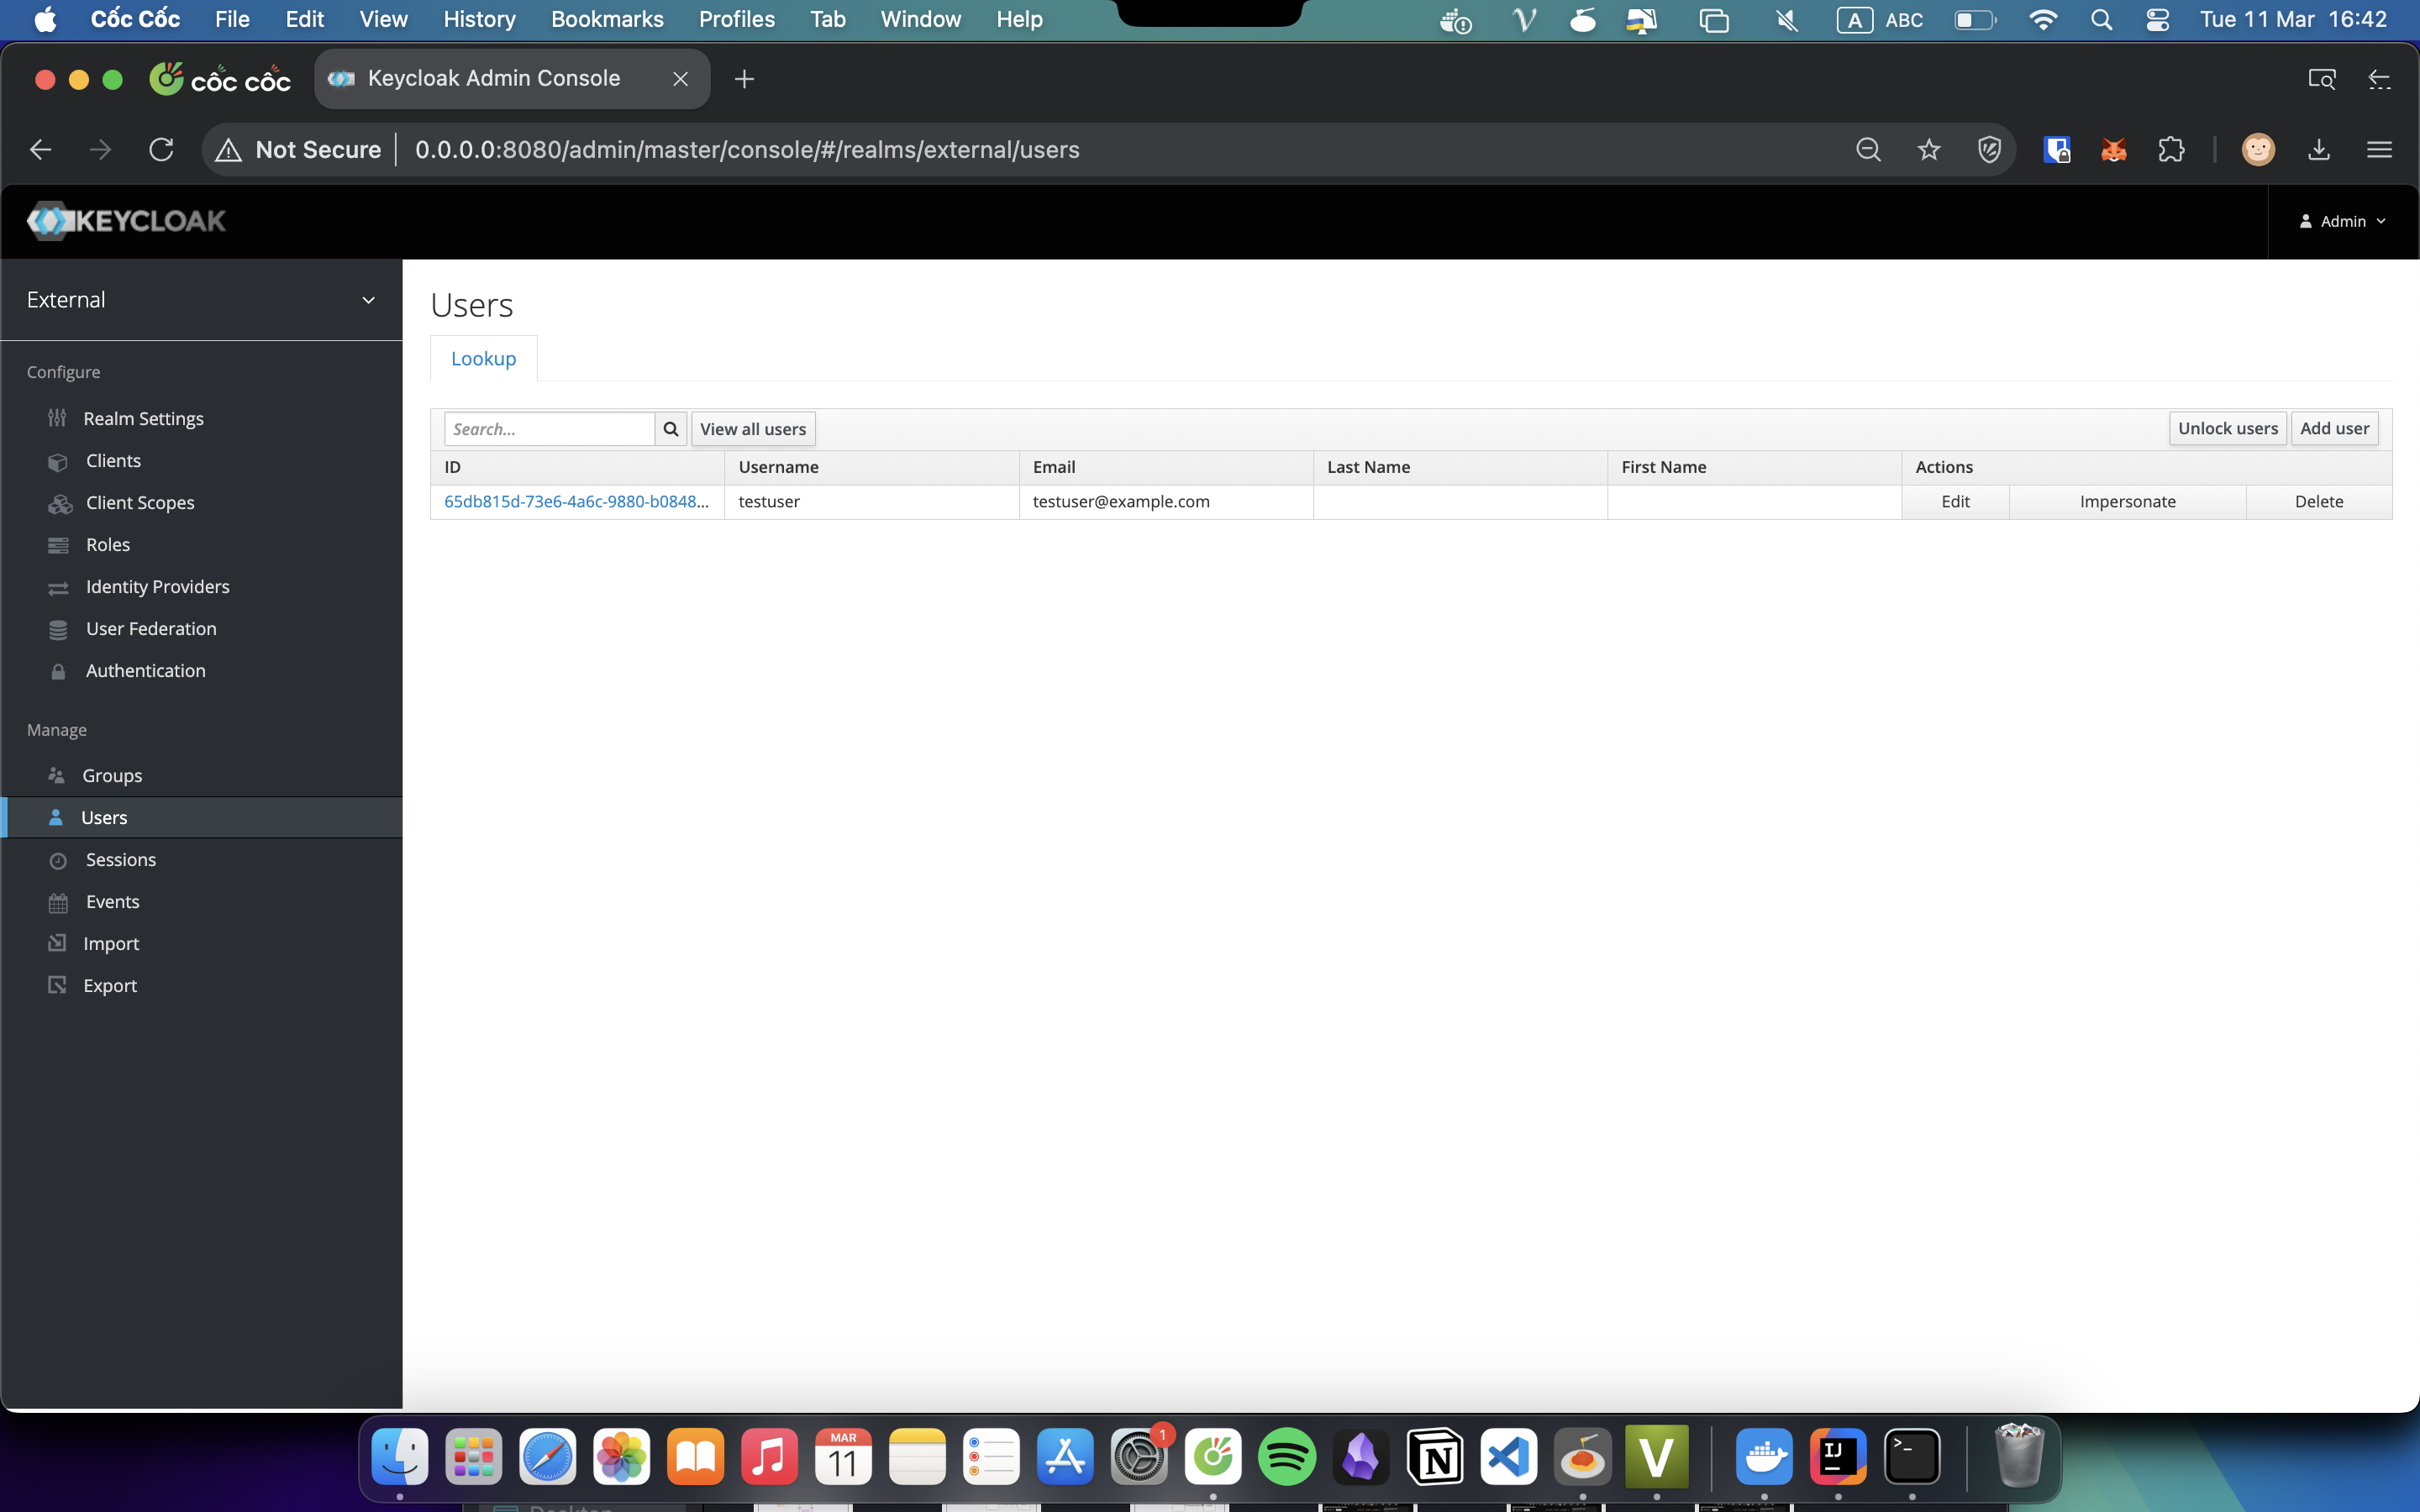 Cốc Cốc File Edit View History Bookmarks Profiles Tab Window Help A ABC Tue 11 Mar 16:42
cốc cốc Keycloak Admin Console
Not Secure 0.0.0.0:8080/admin/master/console/#/realms/external/users
KEYCLOAK Admin
External
Configure
Realm Settings
Clients
Client Scopes
Roles
Identity Providers
User Federation
Authentication
Manage
Groups
Users
Sessions
Events
Import
Export
Users
Lookup
Search... View all users Unlock users Add user
ID Username Email Last Name First Name Actions
65db815d-73e6-4a6c-9880-b0848... testuser testuser@example.com Edit Impersonate Delete
MAR
11
1
N
V
IJ
>_
Desktop